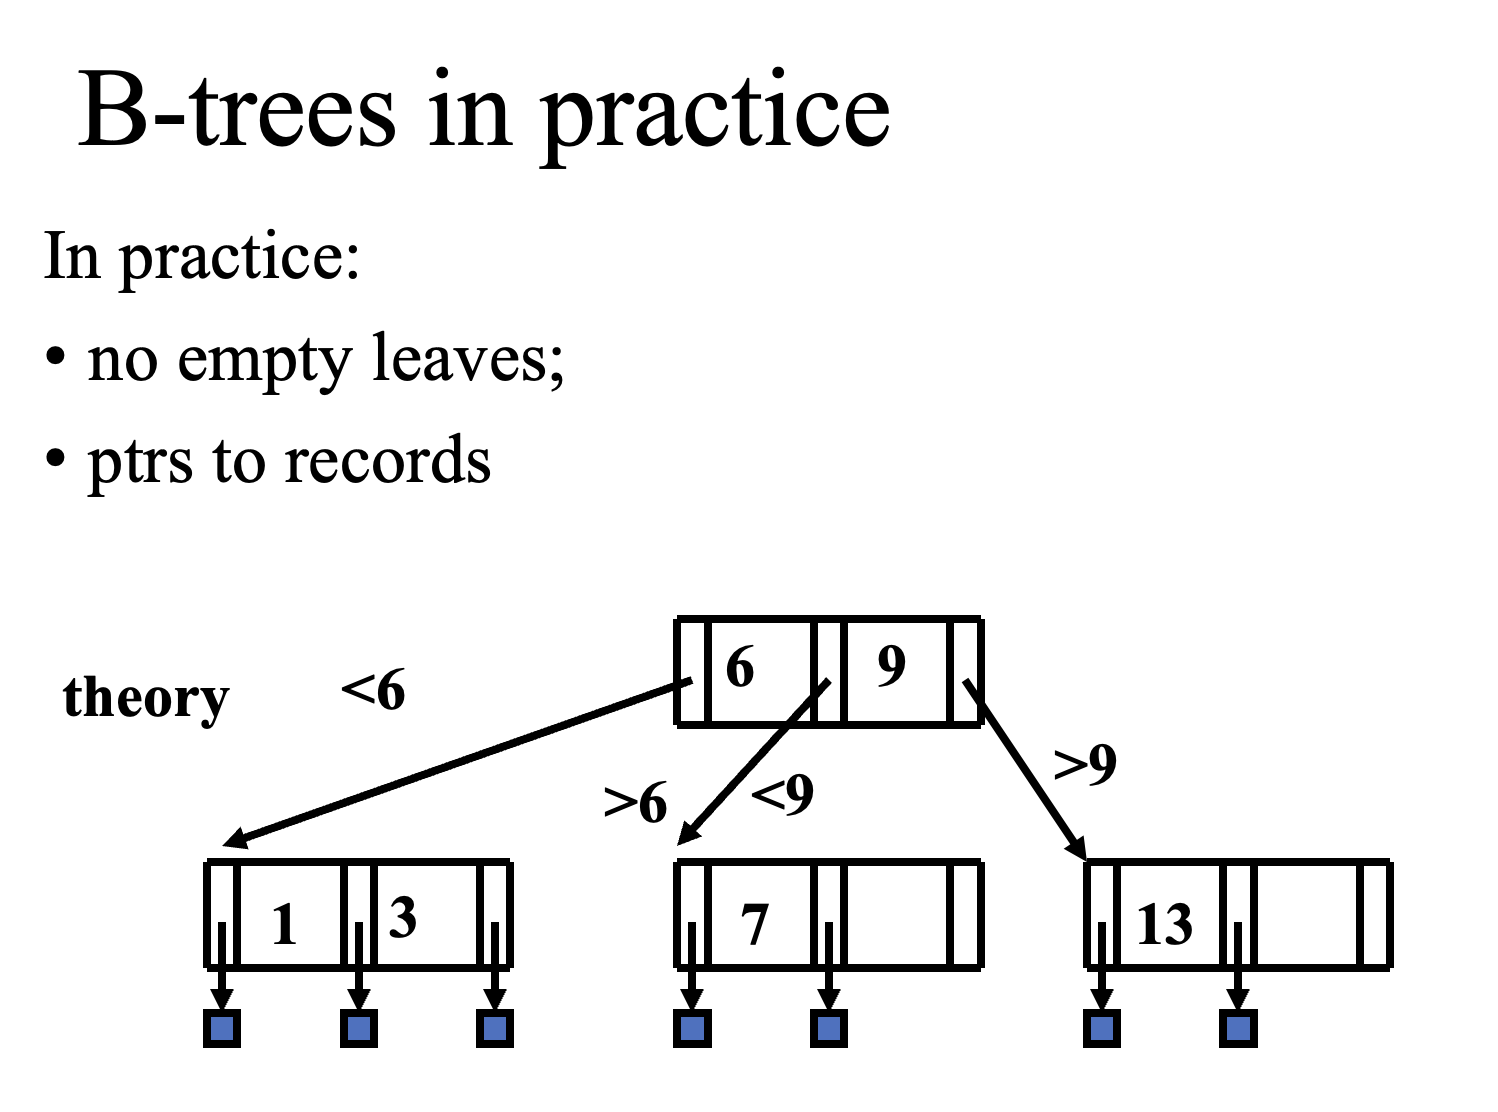 B-trees in practice
In practice:
• no empty leaves;
• ptrs to records
6 9
theory <6
>9
>6 <9
1 3 7 13